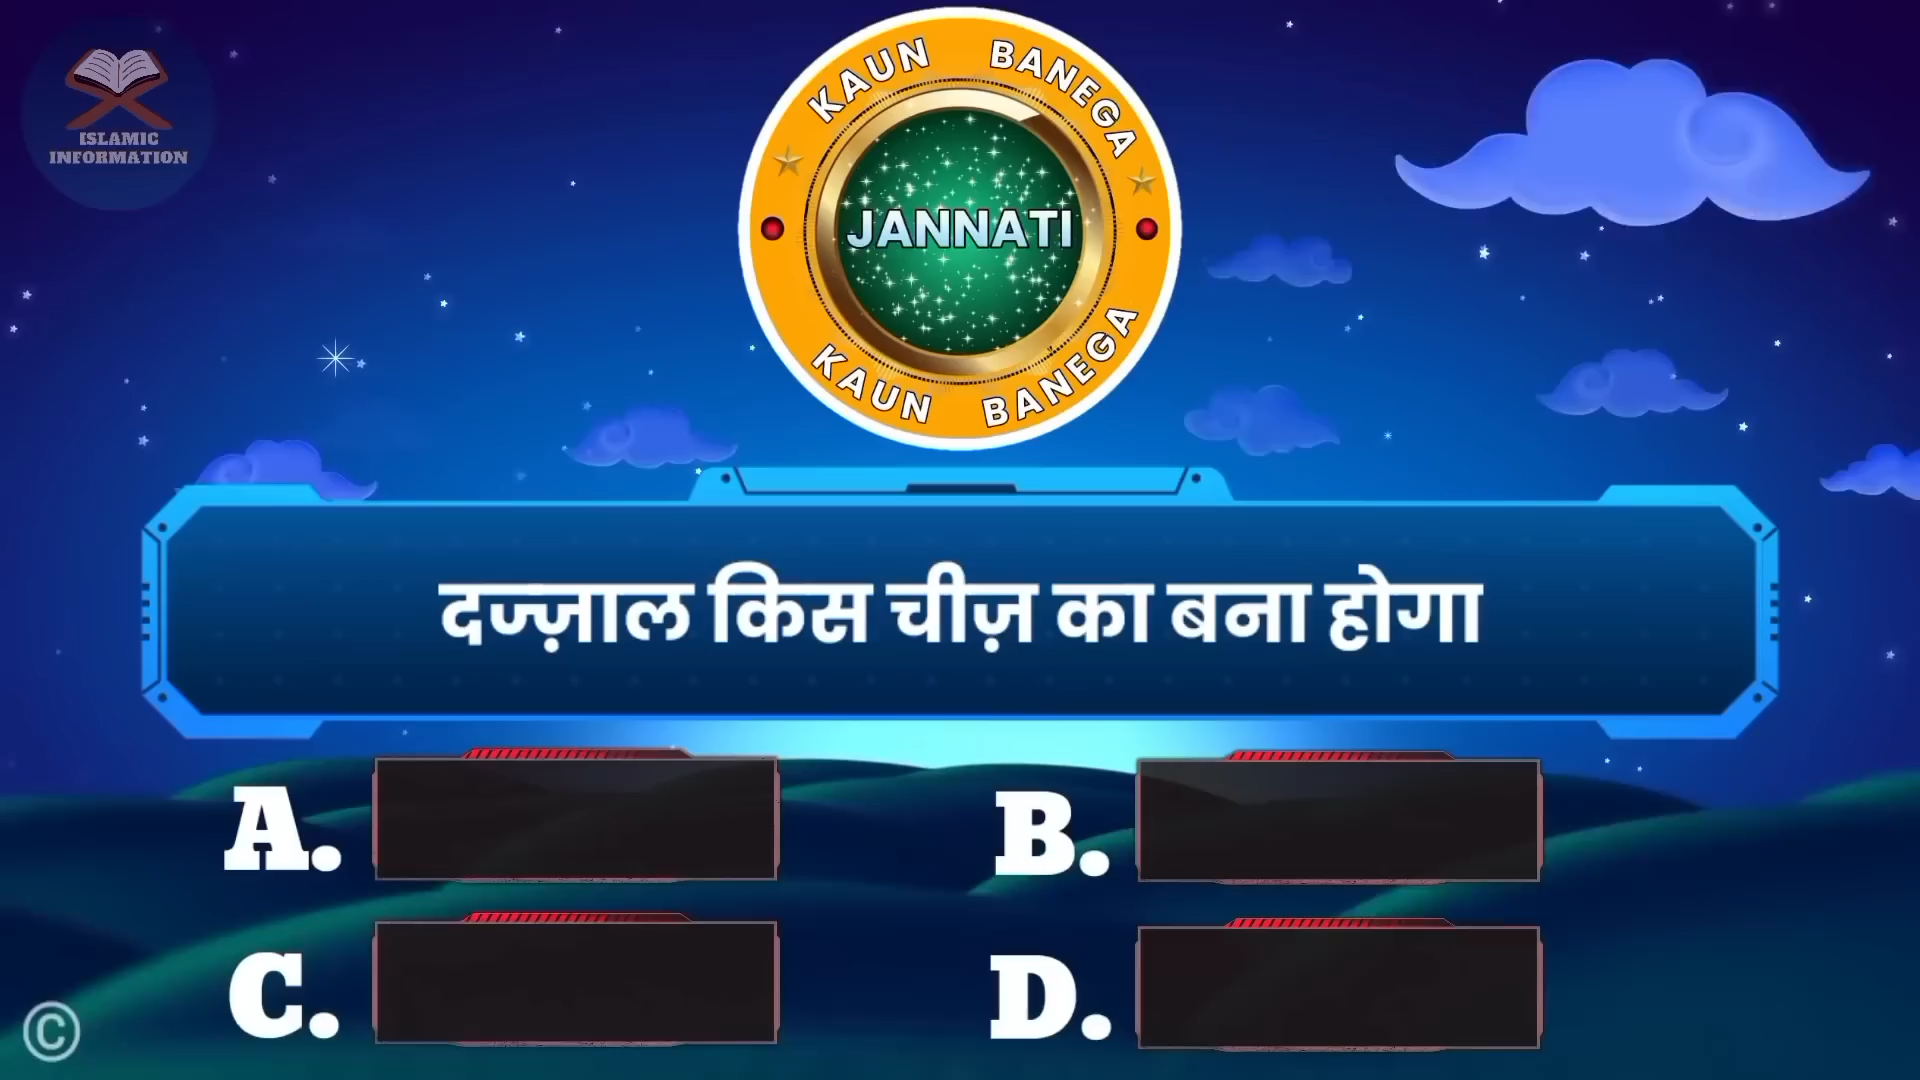 ISLAMIC
INFORMATION
KAUN BANEGA
JANNATI
KAUN BANEGA
दज्ज़ाल किस चीज़ का बना होगा
A.
B.
C.
D.
©